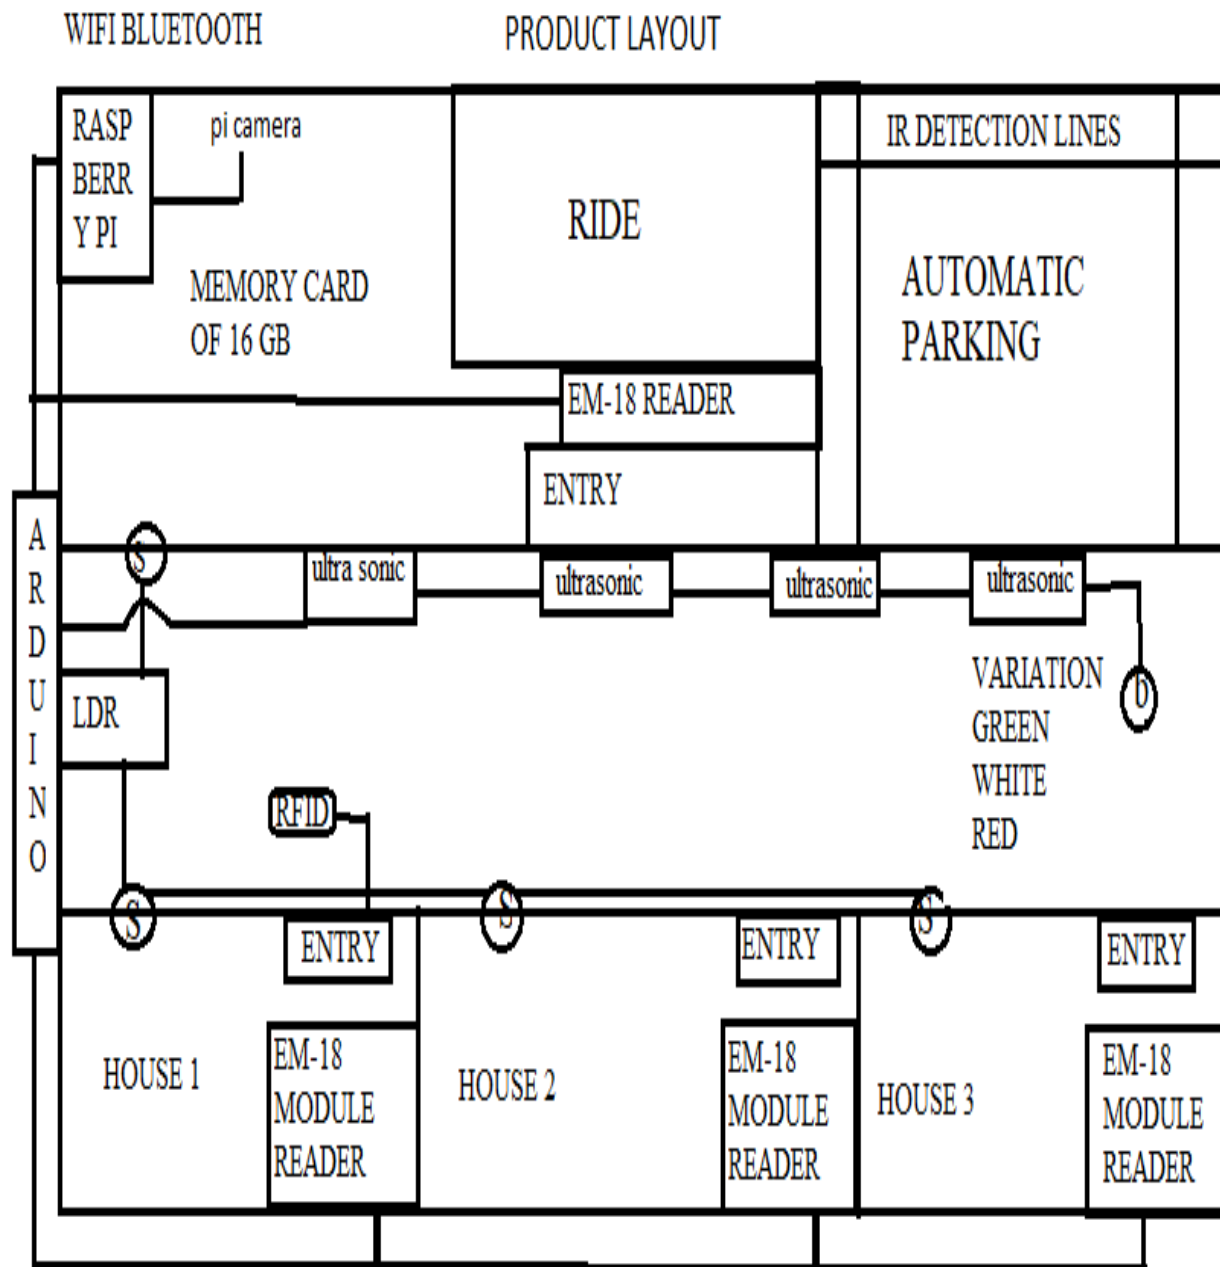 WIFI BLUETOOTH
PRODUCT LAYOUT
RASP
BERR
Y PI
pi camera
MEMORY CARD
OF 16 GB
RIDE
IR DETECTION LINES
AUTOMATIC
PARKING
EM-18 READER
ENTRY
A
R
D
U
I
N
O
S
ultra sonic
ultrasonic
ultrasonic
ultrasonic
LDR
VARIATION
GREEN
WHITE
RED
RFID
S
S
S
ENTRY
ENTRY
ENTRY
HOUSE 1
EM-18
MODULE
READER
HOUSE 2
EM-18
MODULE
READER
HOUSE 3
EM-18
MODULE
READER